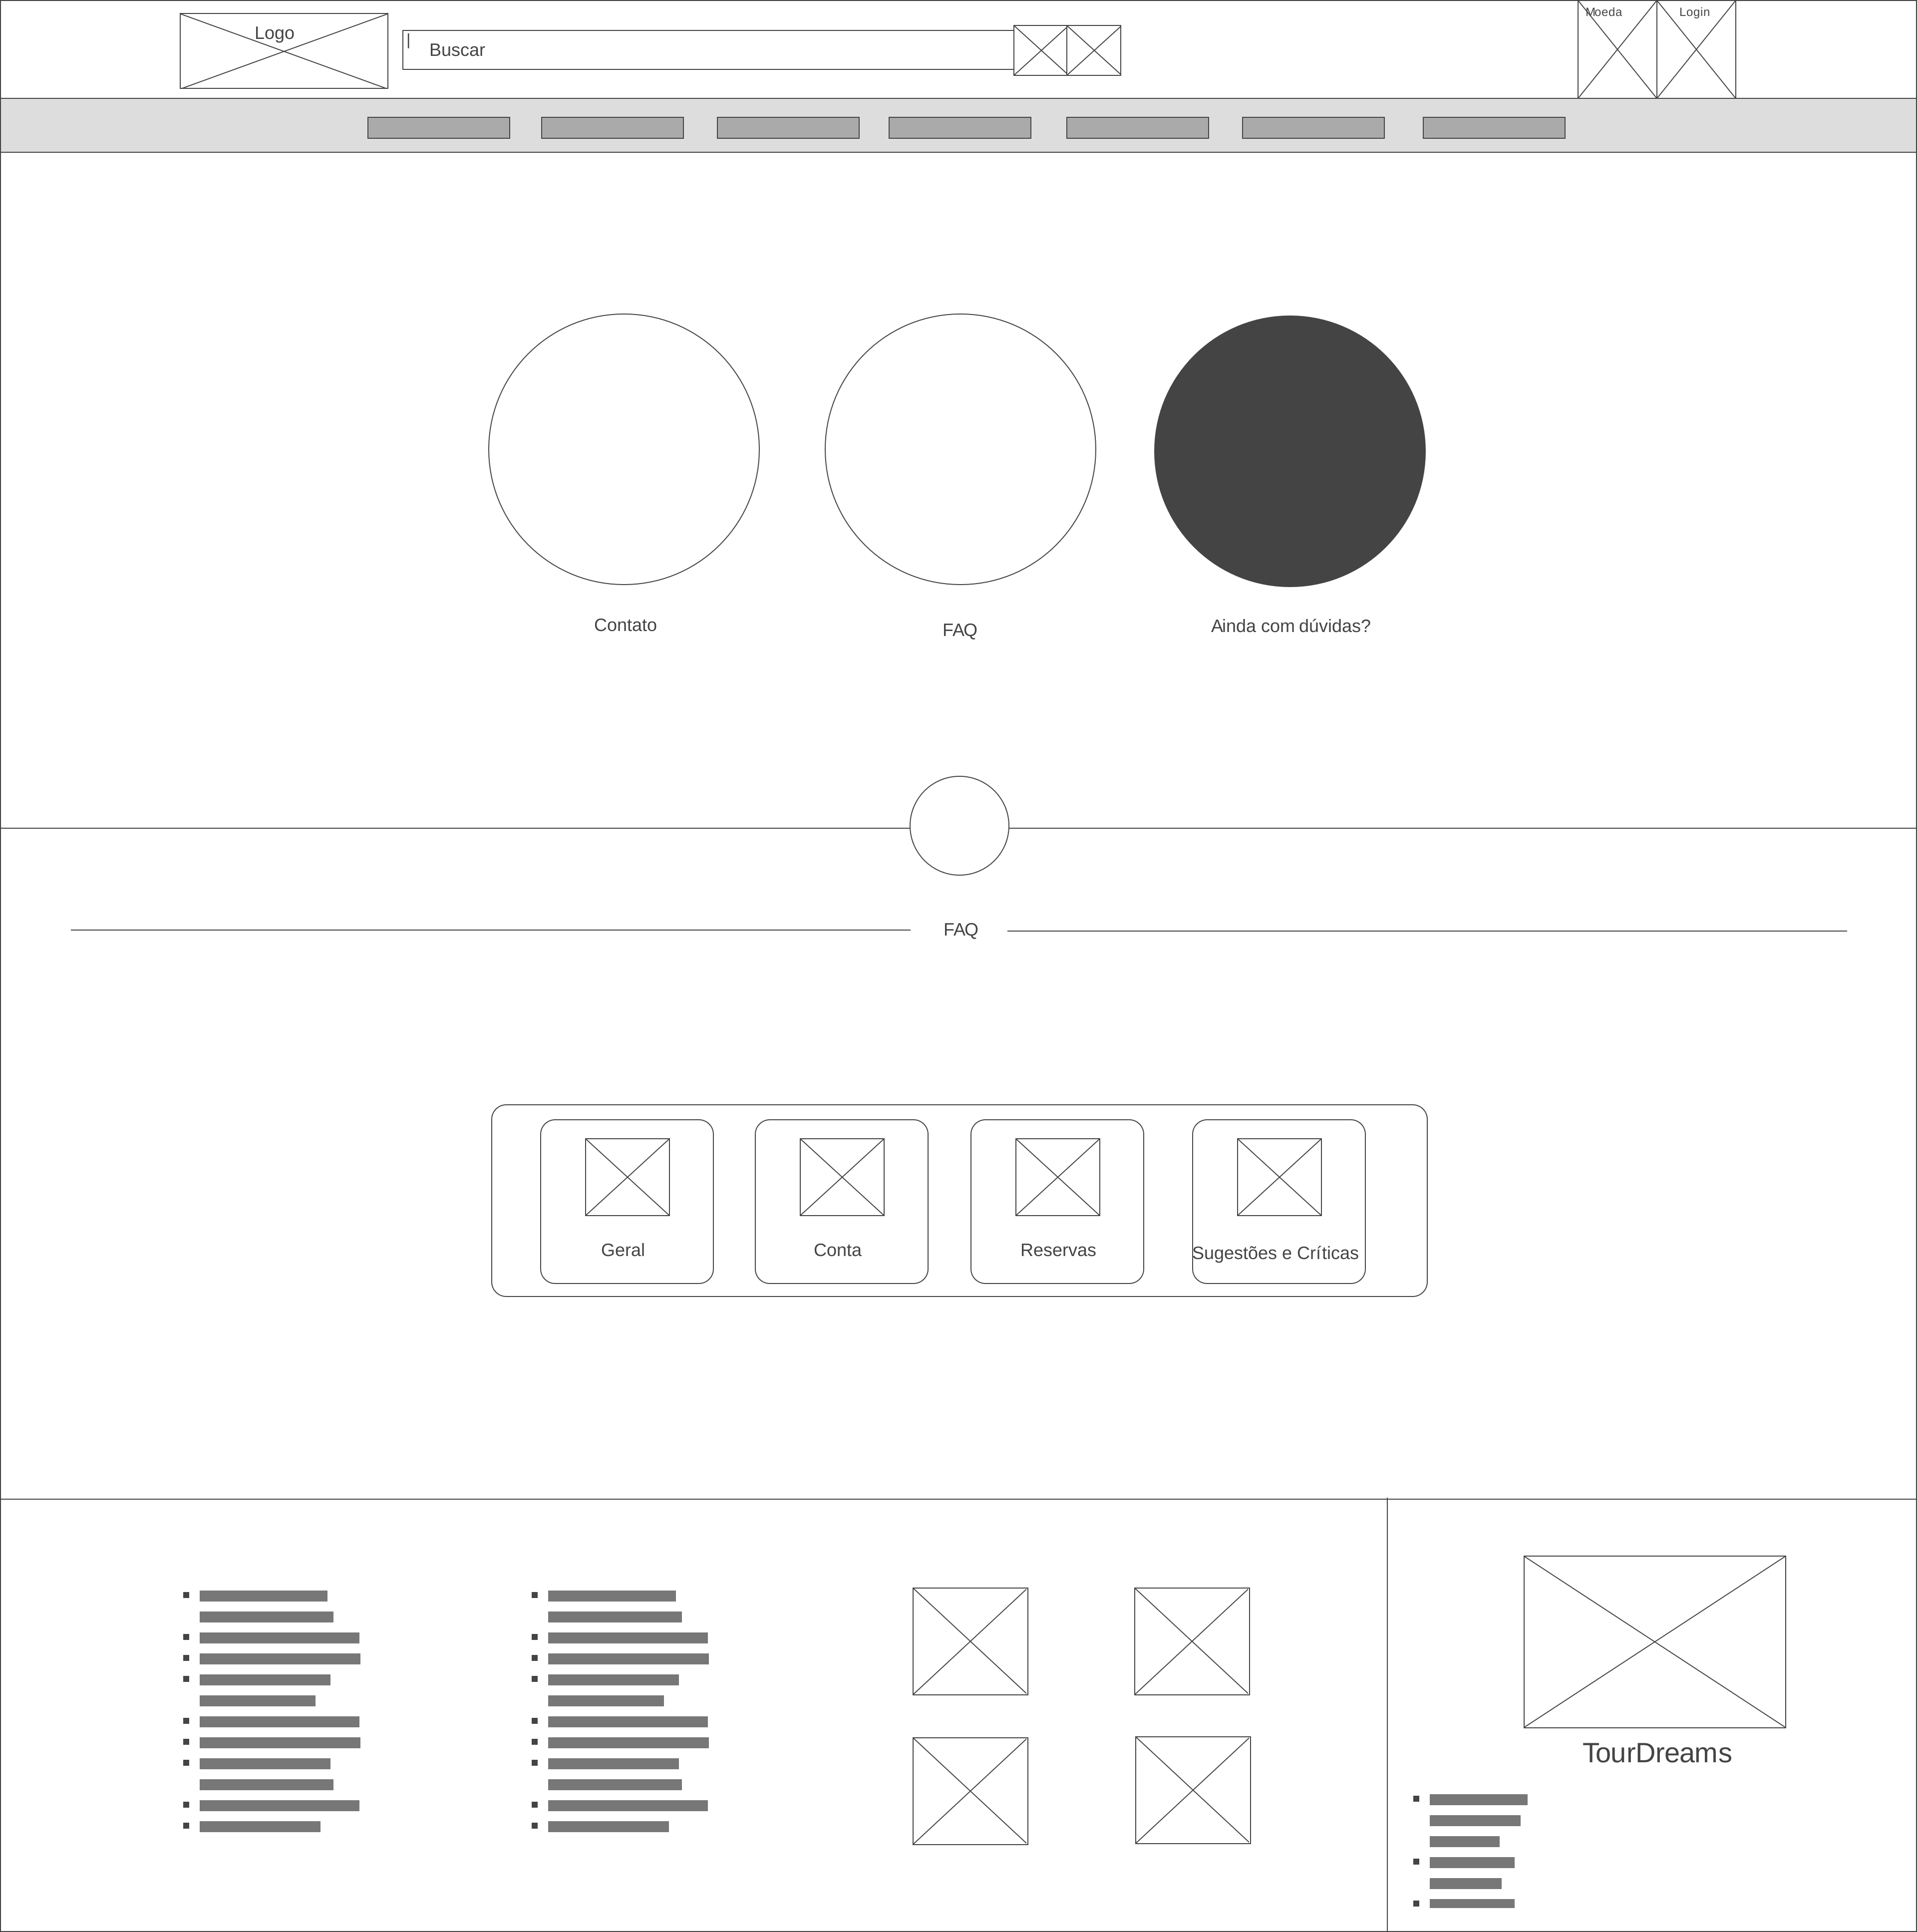 Logo
Buscar
Moeda
Login
Contato
FAQ
Ainda com dúvidas?
FAQ
Geral
Conta
Reservas
Sugestões e Críticas
TourDreams